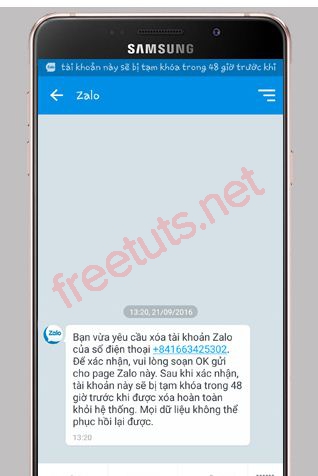 SAMSUNG
tài khoản này sẽ bị tạm khóa trong 48 giờ trước khi
Zalo
freetuts.net
13:20, 21/09/2016
Zalo
Bạn vừa yêu cầu xóa tài khoản Zalo
của số điện thoại +841663425302.
Để xác nhận, vui lòng soạn OK gửi
cho page Zalo này. Sau khi xác nhận,
tài khoản này sẽ bị tạm khóa trong 48
giờ trước khi được xóa hoàn toàn
khỏi hệ thống. Mọi dữ liệu không thể
phục hồi lại được.
13:20